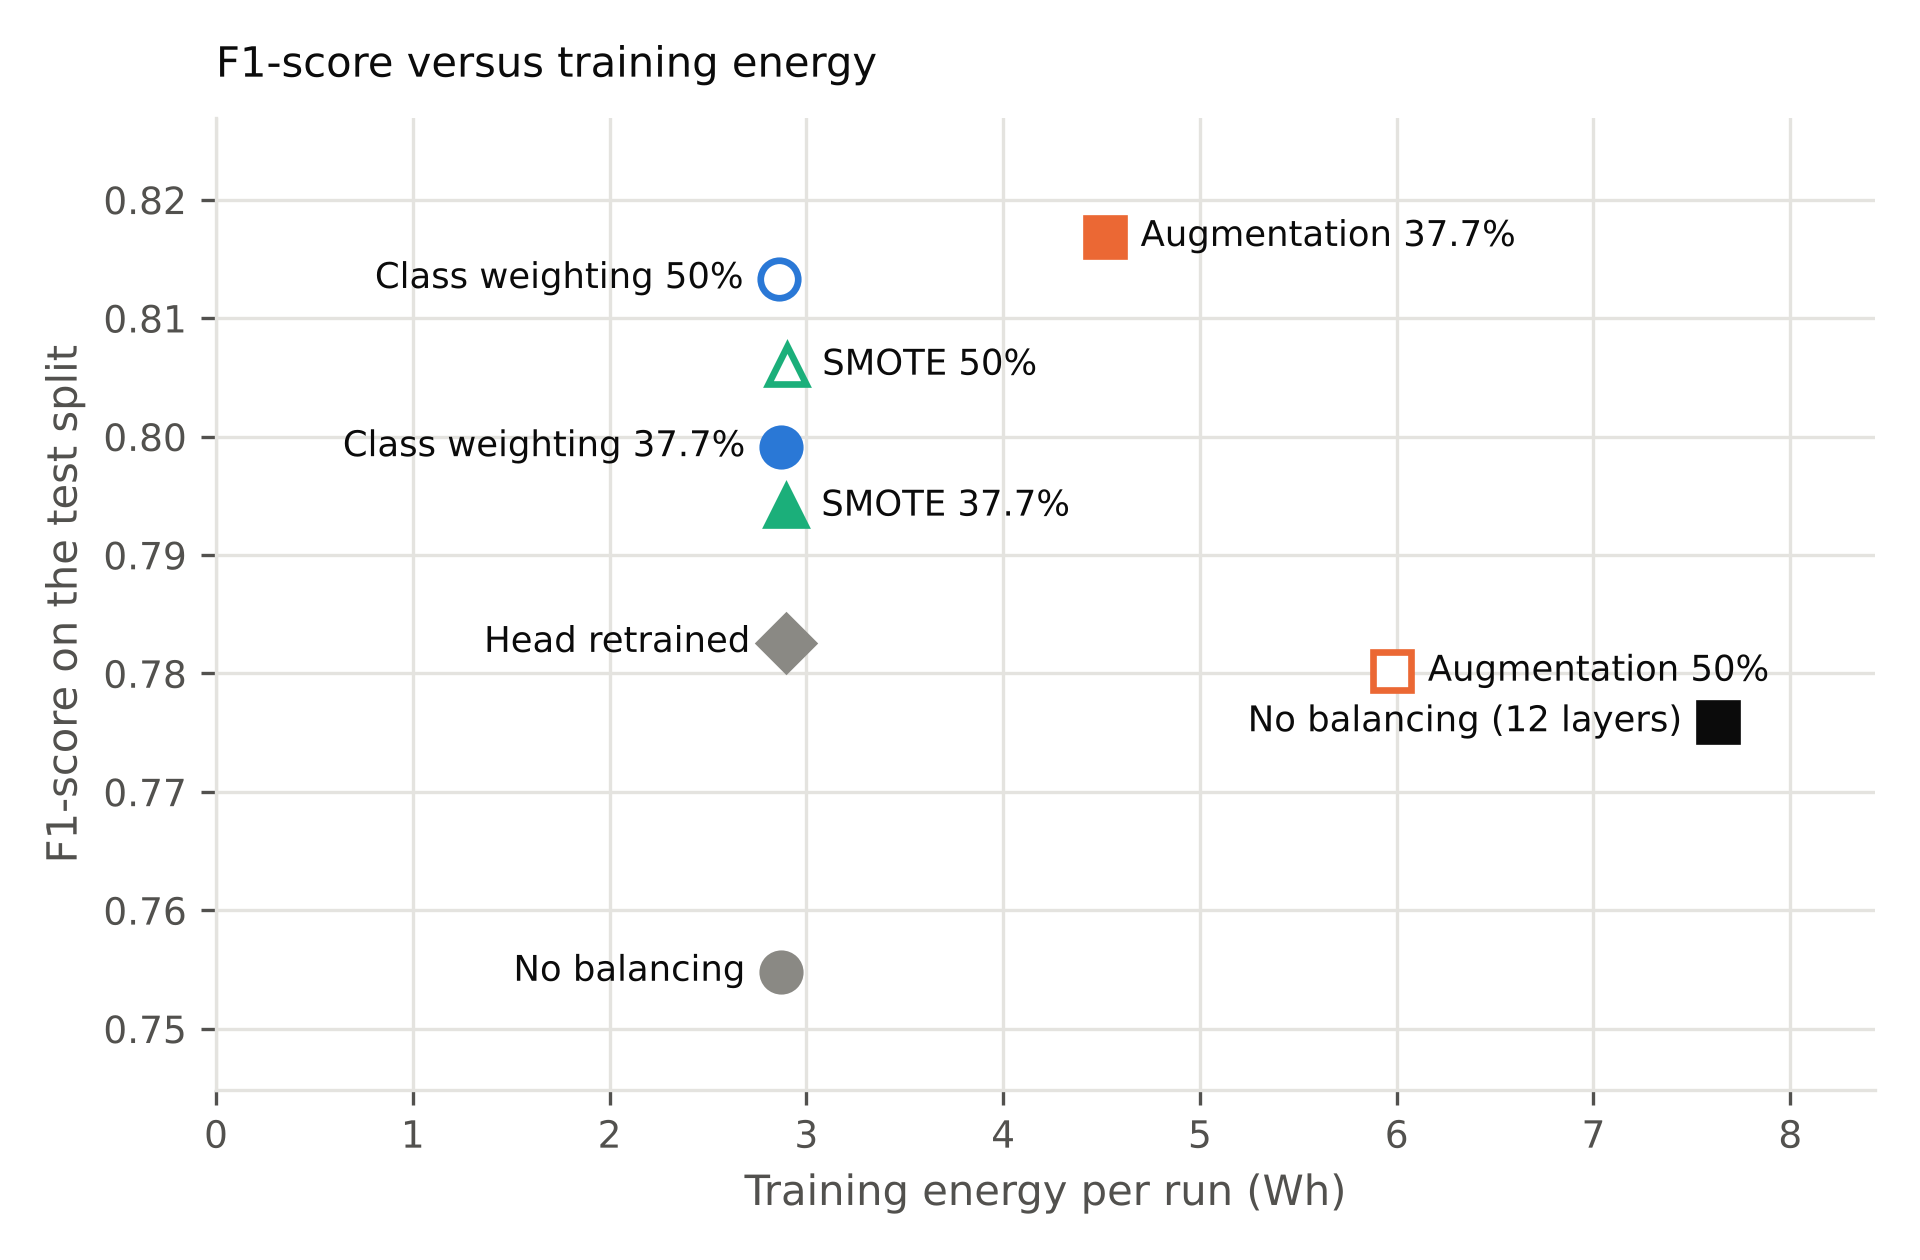 F1-score versus training energy
F1-score on the test split
0.82
0.81
0.80
0.79
0.78
0.77
0.76
0.75
Augmentation 37.7%
Class weighting 50%
SMOTE 50%
Class weighting 37.7%
SMOTE 37.7%
Head retrained
Augmentation 50%
No balancing (12 layers)
No balancing
0 1 2 3 4 5 6 7 8
Training energy per run (Wh)